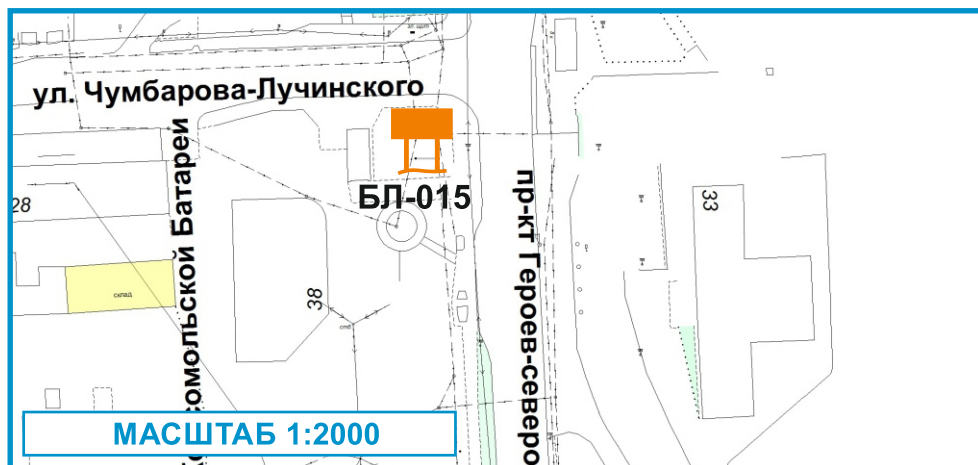 ул. Чумбарова-Лучинского
БЛ-015
28
33
38
склад
омсомольской Батареи
пр-кт Героев-северо
МАСШТАБ 1:2000